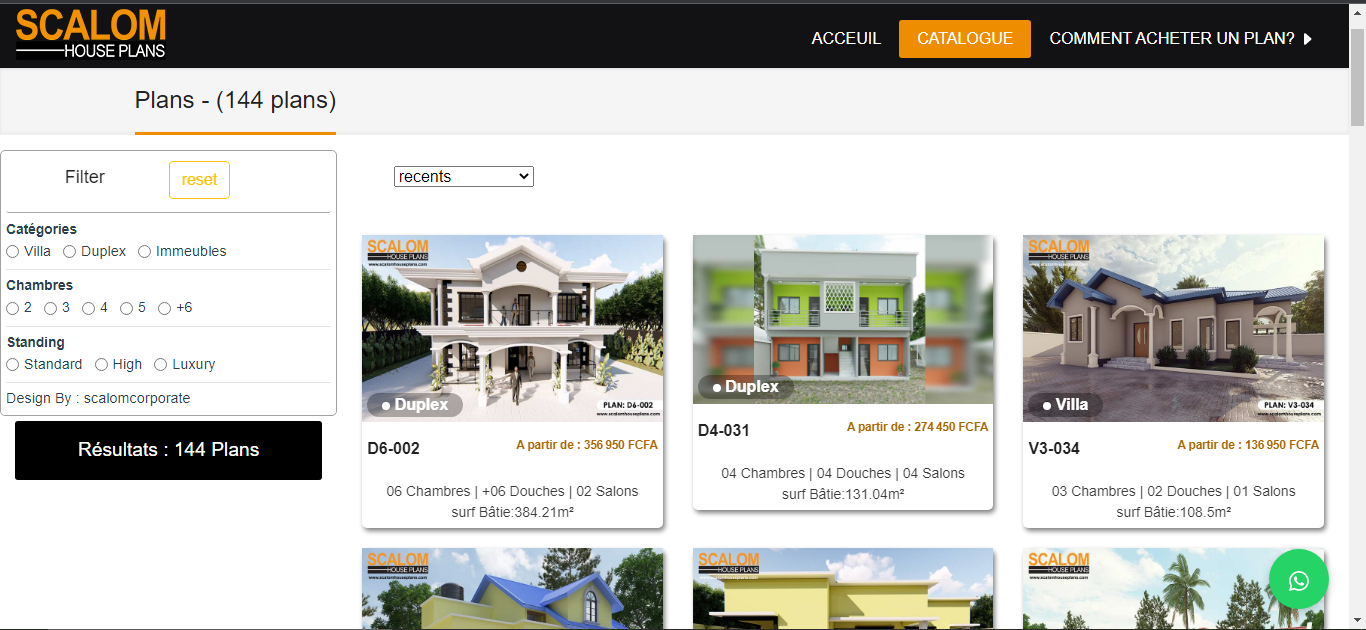 SCALOM
HOUSE PLANS
ACCEUIL
CATALOGUE
COMMENT ACHETER UN PLAN?
Plans - (144 plans)
Filter
reset
Catégories
Villa Duplex Immeubles
Chambres
2 3 4 5 +6
Standing
Standard High Luxury
Design By : scalomcorporate
Résultats : 144 Plans
recents
SCALOM
HOUSE PLANS
www.scalomhouseplans.com
Duplex
PLAN: D6-002
www.scalomhouseplans.com
D6-002
A partir de : 356 950 FCFA
06 Chambres | +06 Douches | 02 Salons
surf Bâtie:384.21m²
Duplex
D4-031
A partir de : 274 450 FCFA
04 Chambres | 04 Douches | 04 Salons
surf Bâtie:131.04m²
SCALOM
HOUSE PLANS
www.scalomhouseplans.com
Villa
PLAN: V3-034
www.scalomhouseplans.com
V3-034
A partir de : 136 950 FCFA
03 Chambres | 02 Douches | 01 Salons
surf Bâtie:108.5m²
SCALOM
HOUSE PLANS
www.scalomhouseplans.com
SCALOM
HOUSE PLANS
www.scalomhouseplans.com
SCALOM
HOUSE PLANS
www.scalomhouseplans.com